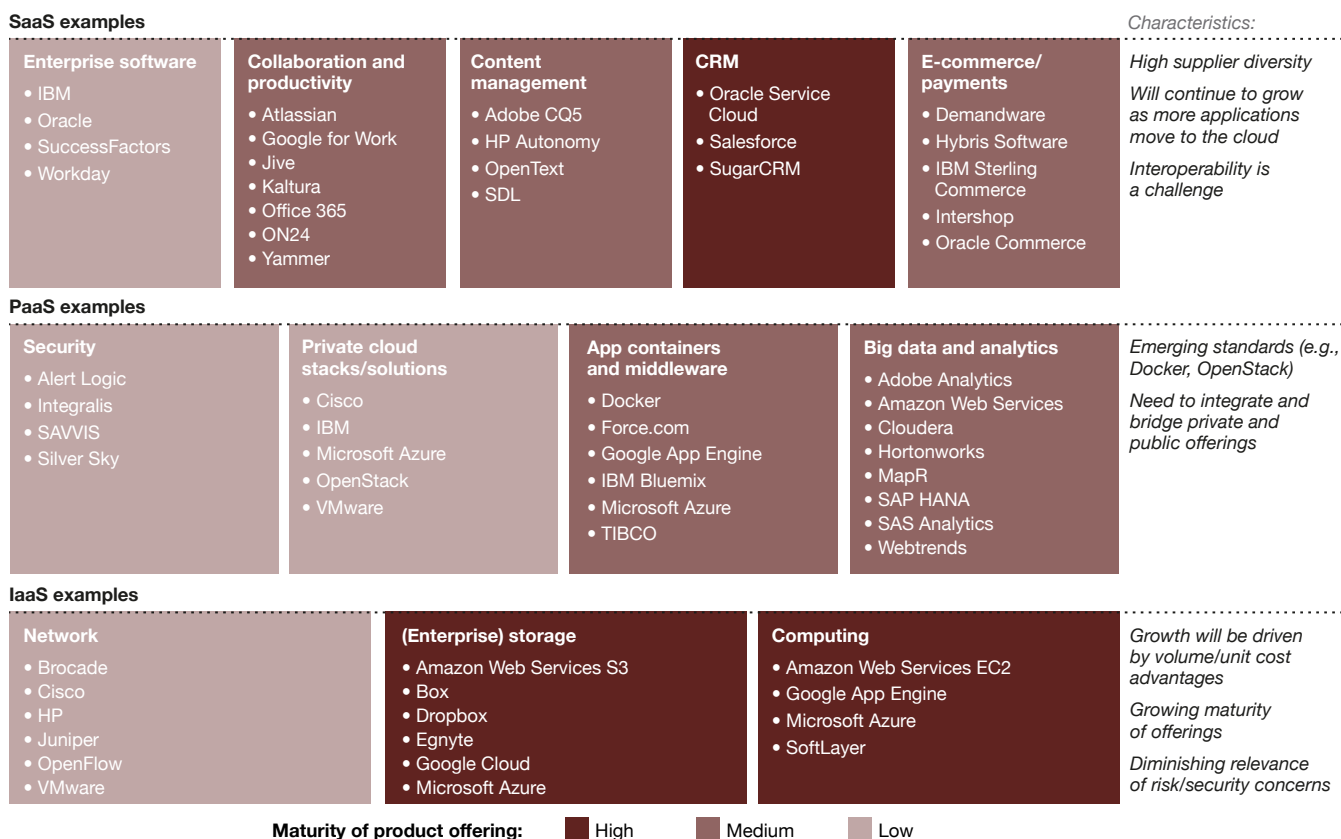 SaaS examples
Characteristics:
Enterprise software
• IBM
• Oracle
• SuccessFactors
• Workday
Collaboration and
productivity
• Atlassian
• Google for Work
• Jive
• Kaltura
• Office 365
• ON24
• Yammer
Content
management
• Adobe CQ5
• HP Autonomy
• OpenText
• SDL
CRM
• Oracle Service
Cloud
• Salesforce
• SugarCRM
E-commerce/
payments
• Demandware
• Hybris Software
• IBM Sterling
Commerce
• Intershop
• Oracle Commerce
High supplier diversity
Will continue to grow
as more applications
move to the cloud
Interoperability is
a challenge
PaaS examples
Security
• Alert Logic
• Integralis
• SAVVIS
• Silver Sky
Private cloud
stacks/solutions
• Cisco
• IBM
• Microsoft Azure
• OpenStack
• VMware
App containers
and middleware
• Docker
• Force.com
• Google App Engine
• IBM Bluemix
• Microsoft Azure
• TIBCO
Big data and analytics
• Adobe Analytics
• Amazon Web Services
• Cloudera
• Hortonworks
• MapR
• SAP HANA
• SAS Analytics
• Webtrends
Emerging standards (e.g.,
Docker, OpenStack)
Need to integrate and
bridge private and
public offerings
IaaS examples
Network
• Brocade
• Cisco
• HP
• Juniper
• OpenFlow
• VMware
(Enterprise) storage
• Amazon Web Services S3
• Box
• Dropbox
• Egnyte
• Google Cloud
• Microsoft Azure
Computing
• Amazon Web Services EC2
• Google App Engine
• Microsoft Azure
• SoftLayer
Growth will be driven
by volume/unit cost
advantages
Growing maturity
of offerings
Diminishing relevance
of risk/security concerns
Maturity of product offering: High Medium Low